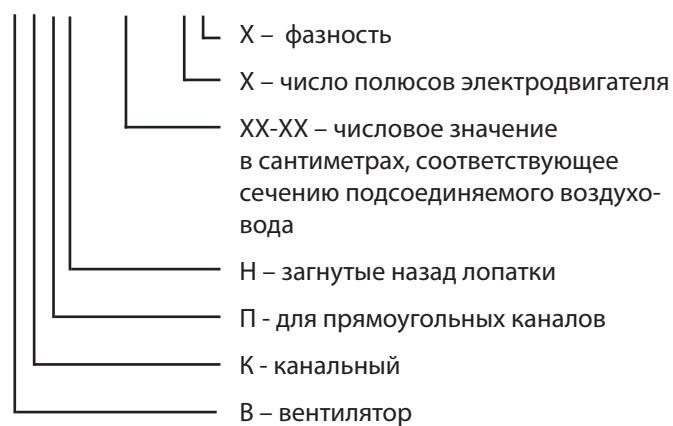 Х – фазность
Х – число полюсов электродвигателя
ХХ-ХХ – числовое значение
в сантиметрах, соответствующее
сечению подсоединяемого воздухо-
вода
Н – загнутые назад лопатки
П - для прямоугольных каналов
К - канальный
В – вентилятор